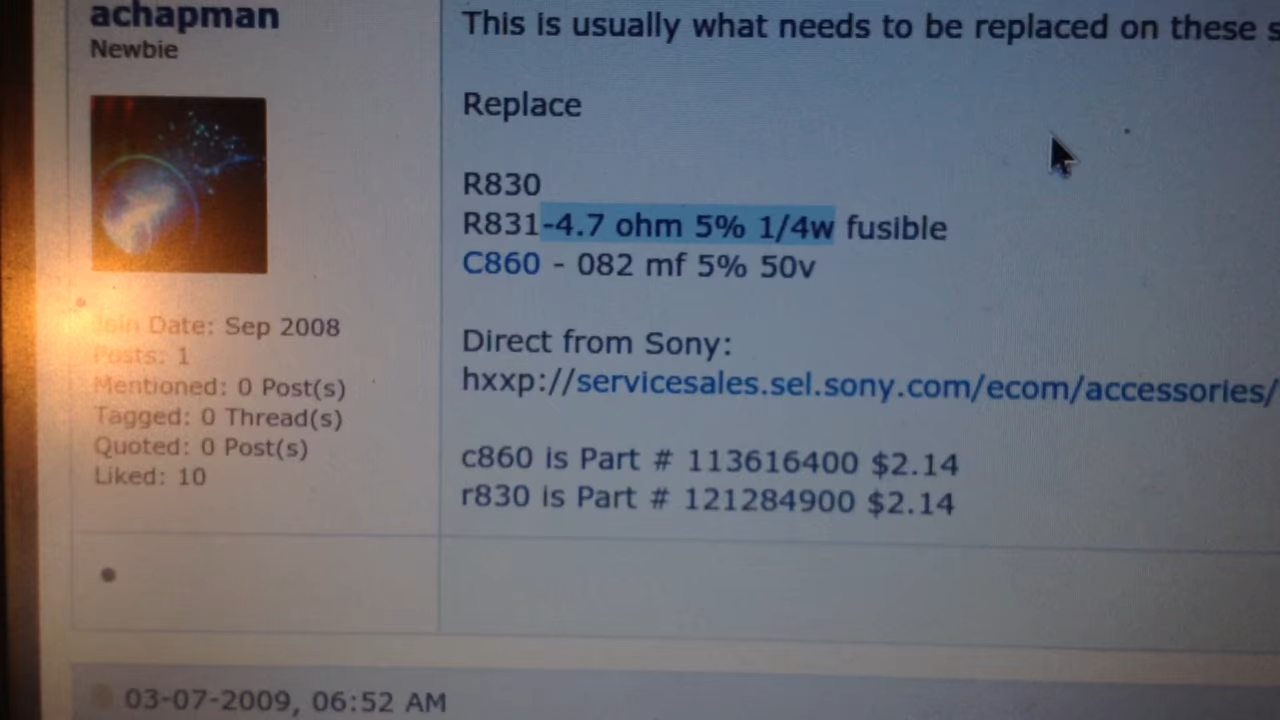 achapman
Newbie
Join Date: Sep 2008
Posts: 1
Mentioned: 0 Post(s)
Tagged: 0 Thread(s)
Quoted: 0 Post(s)
Liked: 10
This is usually what needs to be replaced on these s
Replace
R830
R831-4.7 ohm 5% 1/4w fusible
C860 - 082 mf 5% 50v
Direct from Sony:
hxxp://servicesales.sel.sony.com/ecom/accessories/
c860 is Part # 113616400 $2.14
r830 is Part # 121284900 $2.14
03-07-2009, 06:52 AM